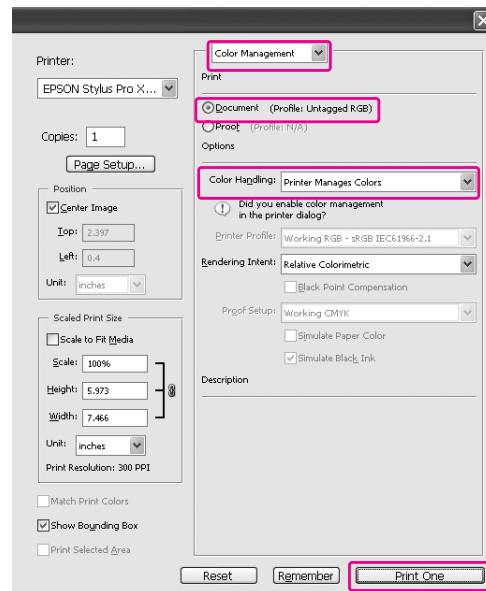 Printer:
EPSON Stylus Pro X...
Copies: 1
Page Setup...
Position
Center Image
Top: 2.397
Left: 0.4
Unit: inches
Scaled Print Size
Scale to Fit Media
Scale: 100%
Height: 5.973
Width: 7.466
Unit: inches
Print Resolution: 300 PPI
Match Print Colors
Show Bounding Box
Print Selected Area
Color Management
Print
Document (Profile: Untagged RGB)
Proof (Profile: N/A)
Options
Color Handling: Printer Manages Colors
Did you enable color management
in the printer dialog?
Printer Profile: Working RGB - sRGB IEC61966-2.1
Rendering Intent: Relative Colorimetric
Black Point Compensation
Proof Setup: Working CMYK
Simulate Paper Color
Simulate Black Ink
Description
Reset Remember Print One